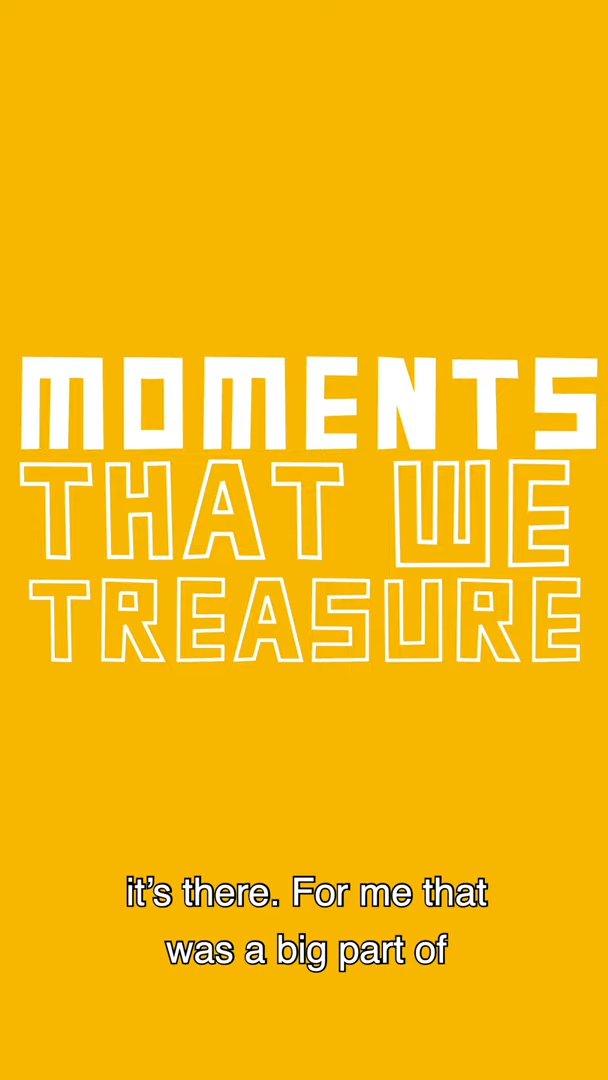 MOMENTS
THAT WE
TREASURE
it’s there. For me that
was a big part of